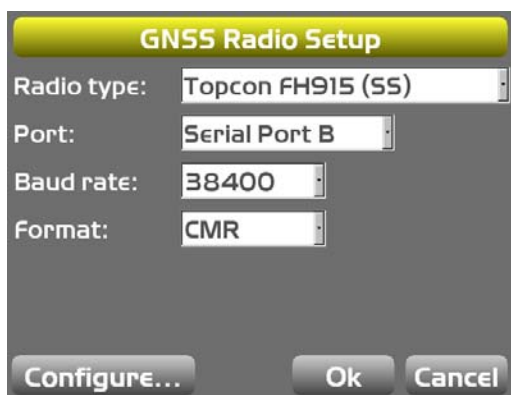 GNSS Radio Setup
Radio type: Topcon FH915 (SS)
Port: Serial Port B
Baud rate: 38400
Format: CMR
Configure... Ok Cancel